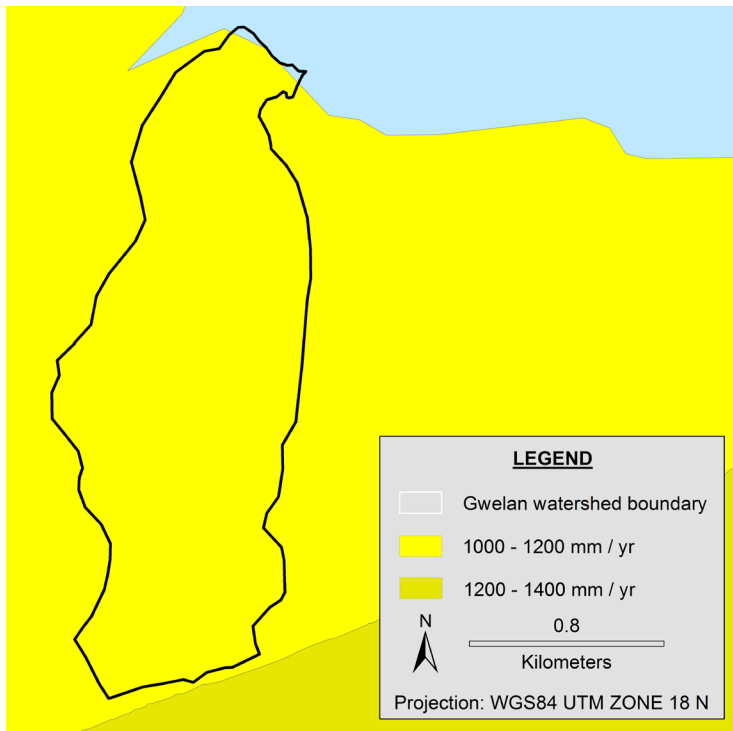 LEGEND
Gwelan watershed boundary
1000 - 1200 mm / yr
1200 - 1400 mm / yr
N
0.8
Kilometers
Projection: WGS84 UTM ZONE 18 N